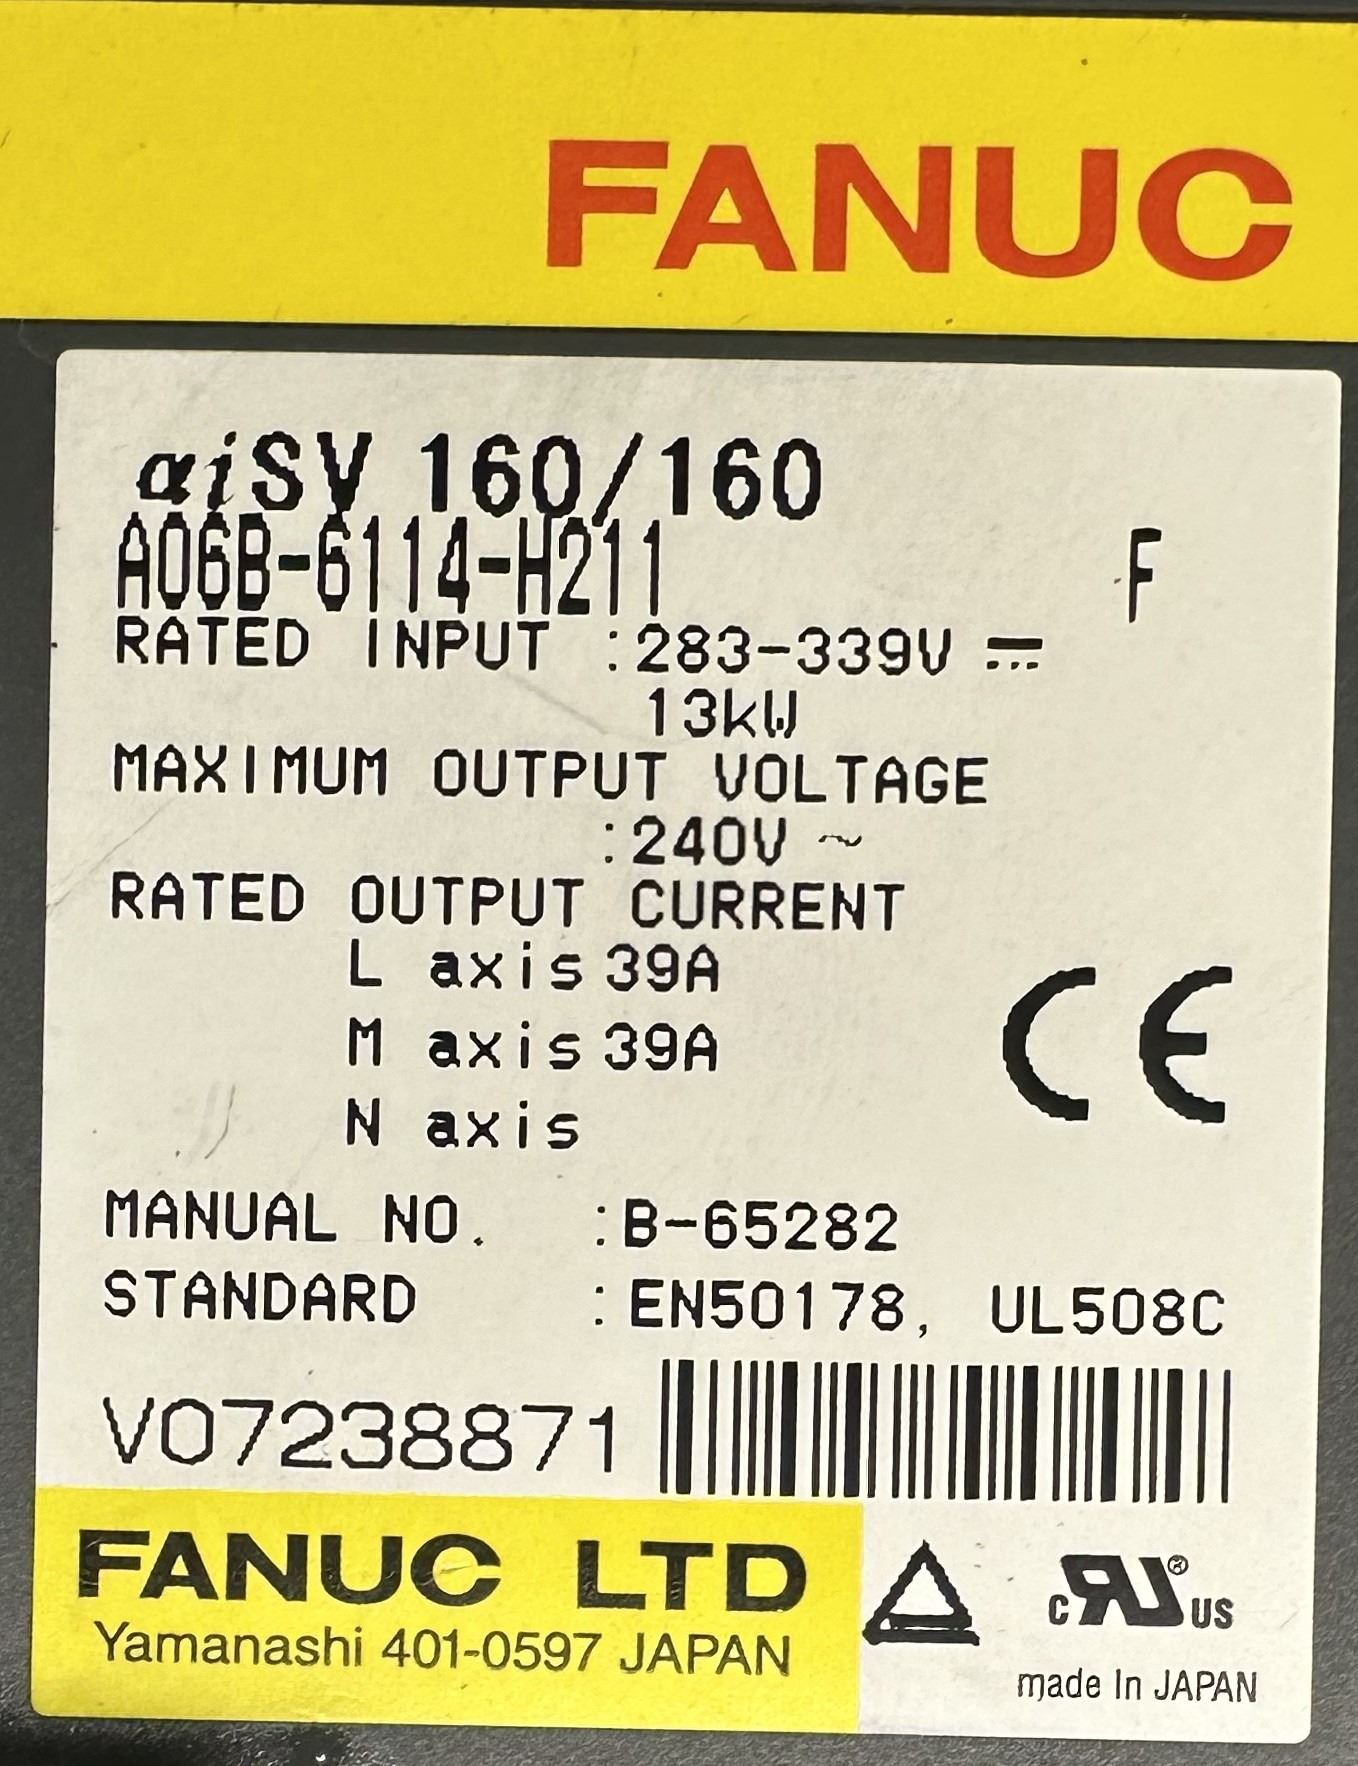 FANUC
αiSV 160/160
A06B-6114-H211 F
RATED INPUT :283-339V ⎓
13kW
MAXIMUM OUTPUT VOLTAGE
:240V ~
RATED OUTPUT CURRENT
L axis 39A
M axis 39A
N axis
CE
MANUAL NO. :B-65282
STANDARD :EN50178, UL508C
V07238871
FANUC LTD
Yamanashi 401-0597 JAPAN
c RU ® US
made In JAPAN